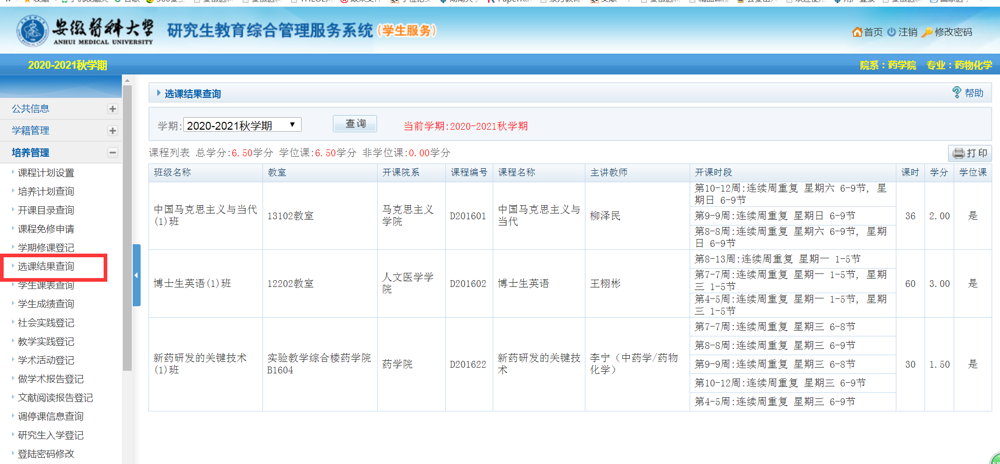 安徽医科大学
ANHUI MEDICAL UNIVERSITY
研究生教育综合管理服务系统(学生服务)
首页 注销 修改密码
2020-2021秋学期
院系：药学院 专业：药物化学
公共信息
学籍管理
培养管理
课程计划设置
培养计划查询
开课目录查询
课程免修申请
学期修课登记
选课结果查询
学生课表查询
学生成绩查询
社会实践登记
教学实践登记
学术活动登记
做学术报告登记
文献阅读报告登记
调停课信息查询
研究生入学登记
登陆密码修改
选课结果查询
帮助
学期: 2020-2021秋学期 查询 当前学期:2020-2021秋学期
课程列表 总学分:6.50学分 学位课:6.50学分 非学位课:0.00学分
打印
班级名称 教室 开课院系 课程编号 课程名称 主讲教师 开课时段 课时 学分 学位课
中国马克思主义与当代
(1)班
13102教室
马克思主义
学院
D201601
中国马克思主义与
当代
柳泽民
第10-12周:连续周重复 星期六 6-9节, 星
期日 6-9节
第9-9周:连续周重复 星期日 6-9节
第8-8周:连续周重复 星期六 6-9节, 星期
日 6-9节
36
2.00
是
博士生英语(1)班
12202教室
人文医学学
院
D201602
博士生英语
王栩彬
第8-13周:连续周重复 星期一 1-5节
第7-7周:连续周重复 星期一 1-5节, 星期
三 1-5节
第4-5周:连续周重复 星期一 1-5节, 星期
三 1-5节
60
3.00
是
新药研发的关键技术
(1)班
实验教学综合楼药学院
B1604
药学院
D201622
新药研发的关键技
术
李宁（中药学/药物
化学）
第7-7周:连续周重复 星期三 6-8节
第8-8周:连续周重复 星期三 6-9节
第9-9周:连续周重复 星期三 6-8节
第10-12周:连续周重复 星期三 6-9节
第4-5周:连续周重复 星期三 6-9节
30
1.50
是